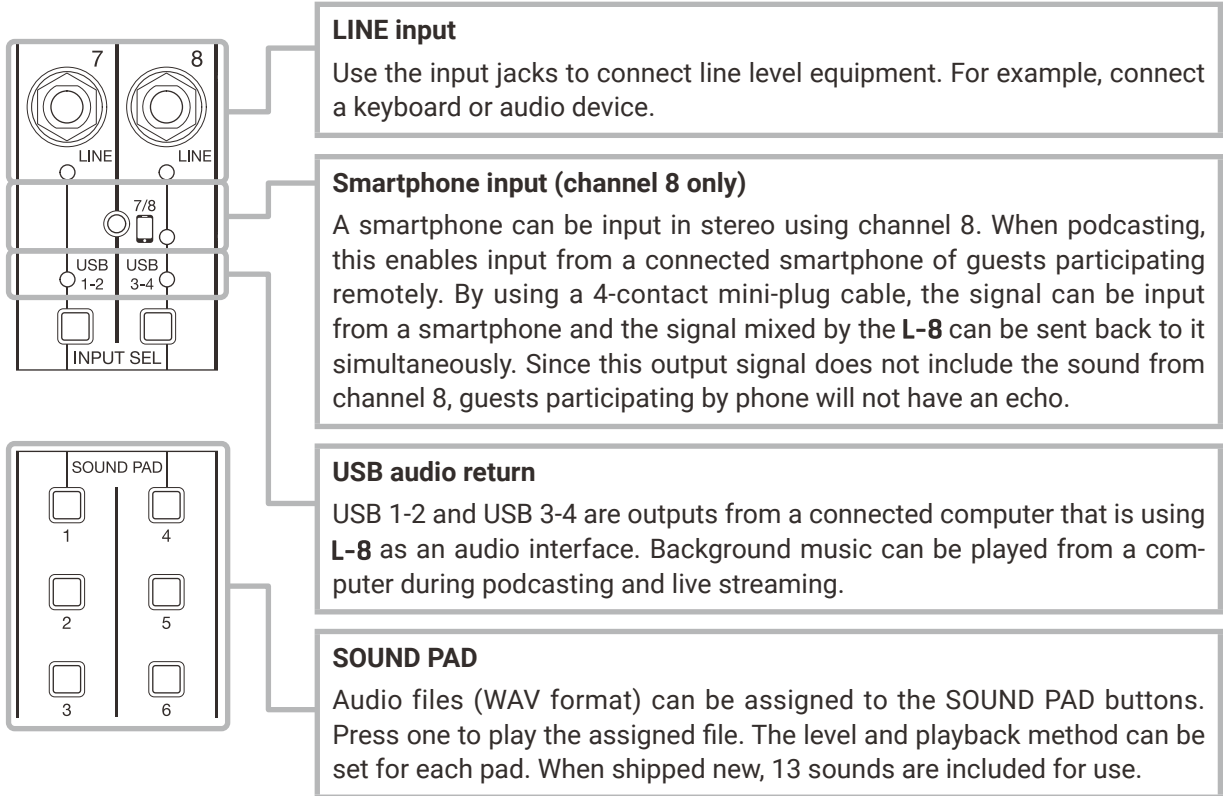 7 8
LINE LINE
7/8
USB USB
1-2 3-4
INPUT SEL
LINE input
Use the input jacks to connect line level equipment. For example, connect
a keyboard or audio device.
Smartphone input (channel 8 only)
A smartphone can be input in stereo using channel 8. When podcasting,
this enables input from a connected smartphone of guests participating
remotely. By using a 4-contact mini-plug cable, the signal can be input
from a smartphone and the signal mixed by the L-8 can be sent back to it
simultaneously. Since this output signal does not include the sound from
channel 8, guests participating by phone will not have an echo.
USB audio return
USB 1-2 and USB 3-4 are outputs from a connected computer that is using
L-8 as an audio interface. Background music can be played from a com-
puter during podcasting and live streaming.
SOUND PAD
1 4
2 5
3 6
SOUND PAD
Audio files (WAV format) can be assigned to the SOUND PAD buttons.
Press one to play the assigned file. The level and playback method can be
set for each pad. When shipped new, 13 sounds are included for use.